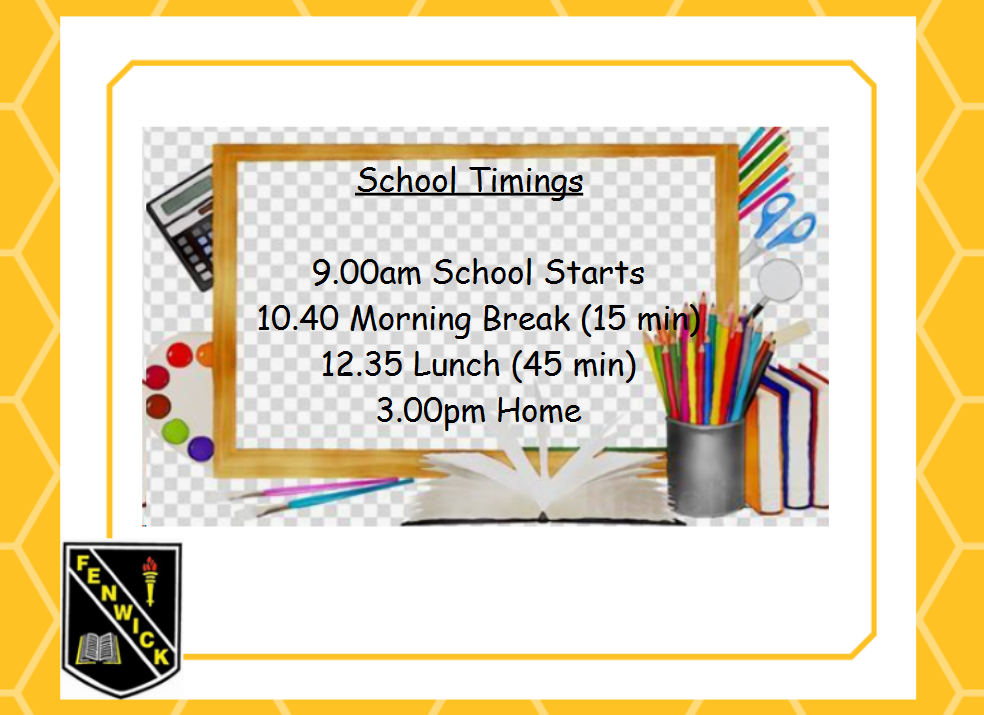 School Timings
9.00am School Starts
10.40 Morning Break (15 min)
12.35 Lunch (45 min)
3.00pm Home
FENWICK